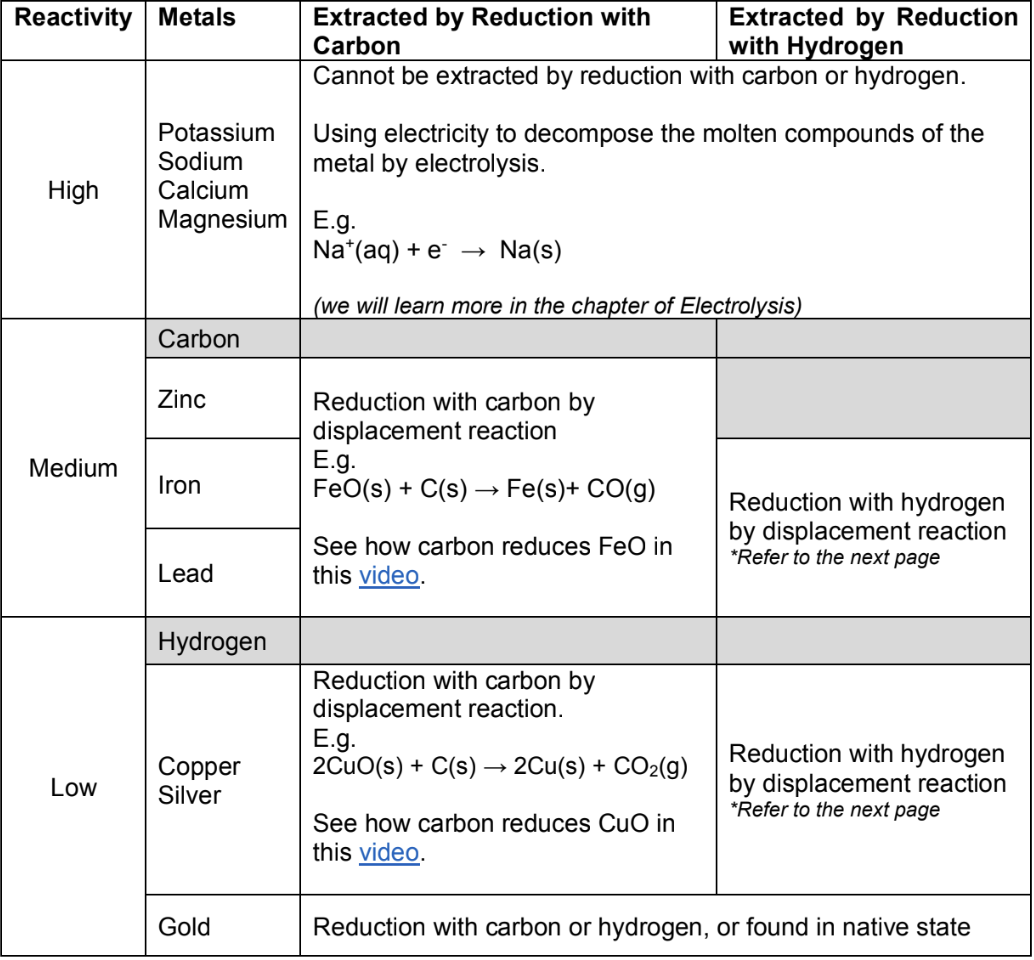 Reactivity
Metals
Extracted by Reduction with
Carbon
Extracted by Reduction
with Hydrogen
High
Potassium
Sodium
Calcium
Magnesium
Cannot be extracted by reduction with carbon or hydrogen.
Using electricity to decompose the molten compounds of the
metal by electrolysis.
E.g.
Na⁺(aq) + e⁻ → Na(s)
(we will learn more in the chapter of Electrolysis)
Medium
Carbon
Zinc
Iron
Lead
Reduction with carbon by
displacement reaction
E.g.
FeO(s) + C(s) → Fe(s)+ CO(g)
See how carbon reduces FeO in
this video.
Reduction with hydrogen
by displacement reaction
*Refer to the next page
Low
Hydrogen
Copper
Silver
Reduction with carbon by
displacement reaction.
E.g.
2CuO(s) + C(s) → 2Cu(s) + CO₂(g)
See how carbon reduces CuO in
this video.
Reduction with hydrogen
by displacement reaction
*Refer to the next page
Gold
Reduction with carbon or hydrogen, or found in native state